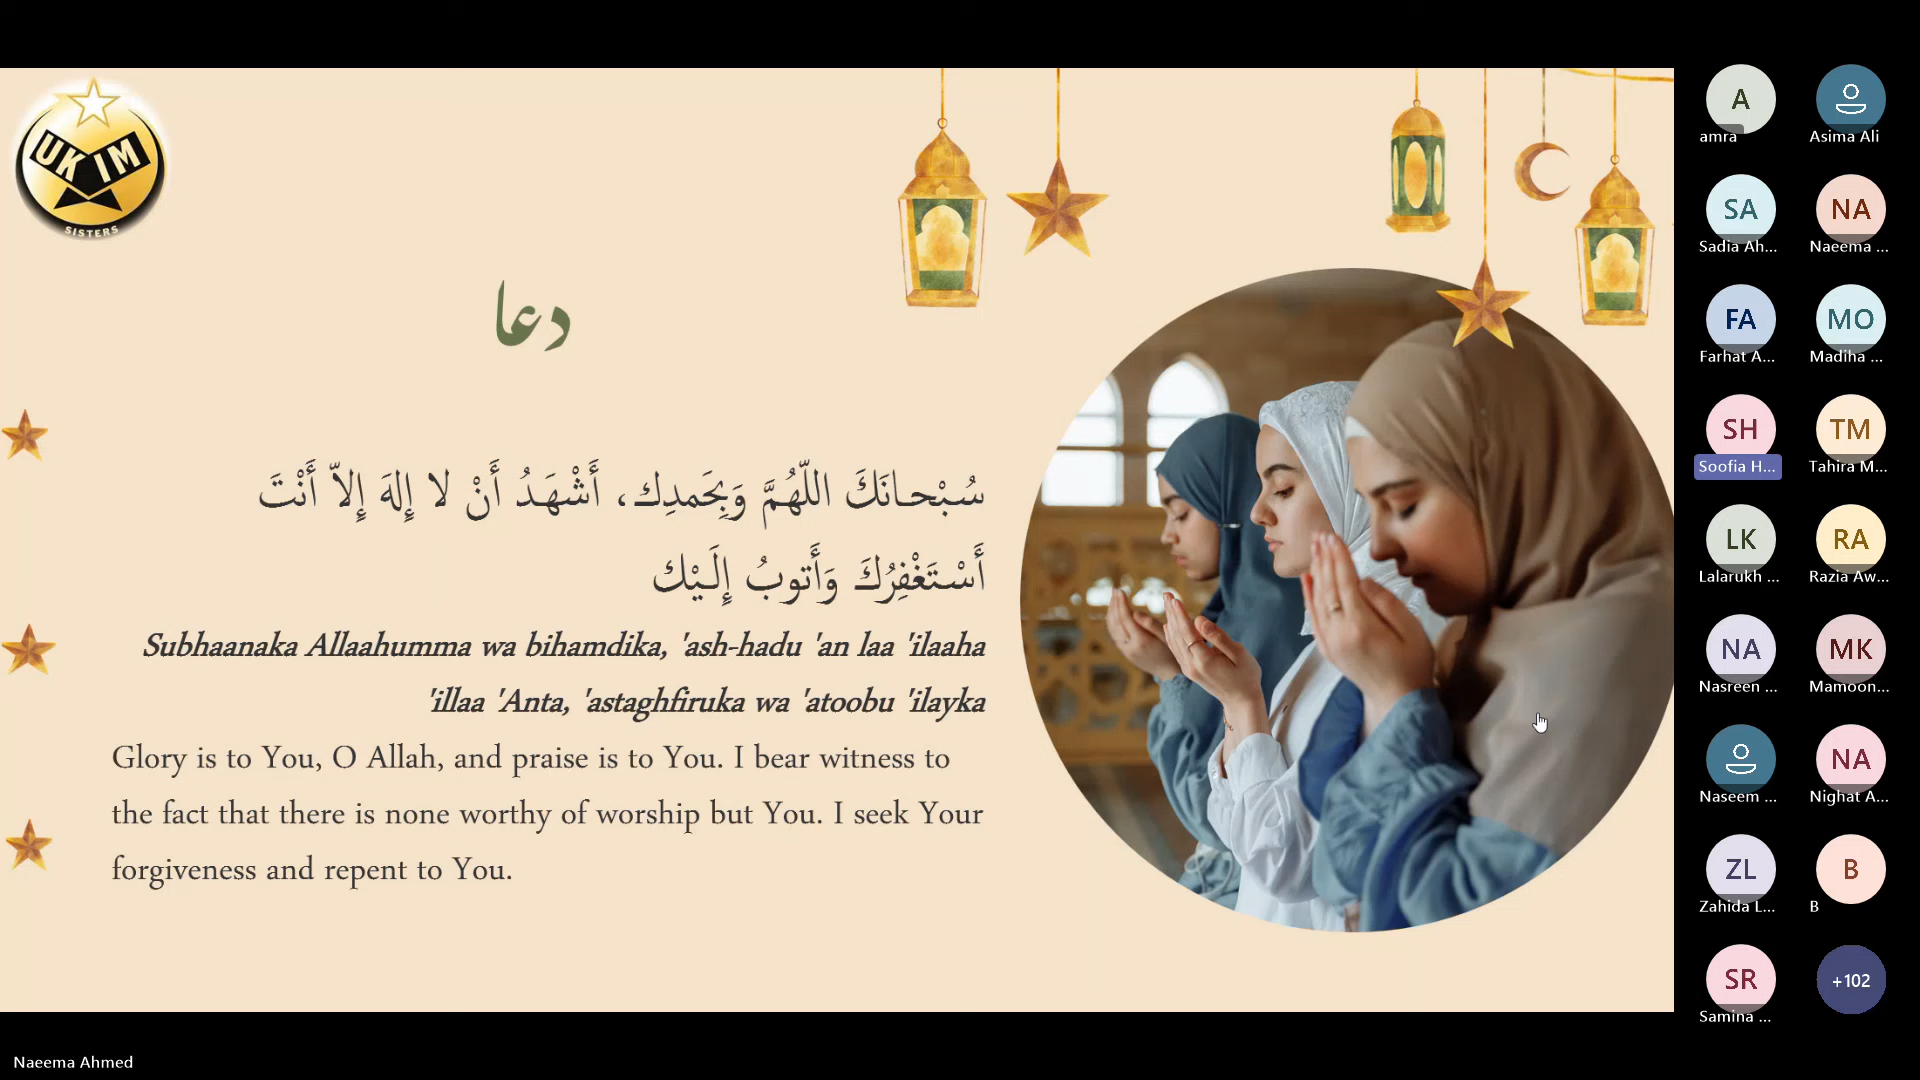 UK IM
SISTERS
دعا
سُبْحـانَكَ اللّهُمَّ وَبِحَمدِك، أَشْهَـدُ أَنْ لا إِلهَ إِلاّ أَنْتَ
أَسْتَغْفِرُكَ وَأَتوبُ إِلَـيْك
Subhaanaka Allaahumma wa bihamdika, 'ash-hadu 'an laa 'ilaaha
'illaa 'Anta, 'astaghfiruka wa 'atoobu 'ilayka
Glory is to You, O Allah, and praise is to You. I bear witness to
the fact that there is none worthy of worship but You. I seek Your
forgiveness and repent to You.
A
amra
Asima Ali
SA
Sadia Ah...
NA
Naeema ...
FA
Farhat A...
MO
Madiha ...
SH
Soofia H...
TM
Tahira M...
LK
Lalarukh ...
RA
Razia Aw...
NA
Nasreen ...
MK
Mamoon...
Naseem ...
NA
Nighat A...
ZL
Zahida L...
B
B
SR
Samina ...
+102
Naeema Ahmed